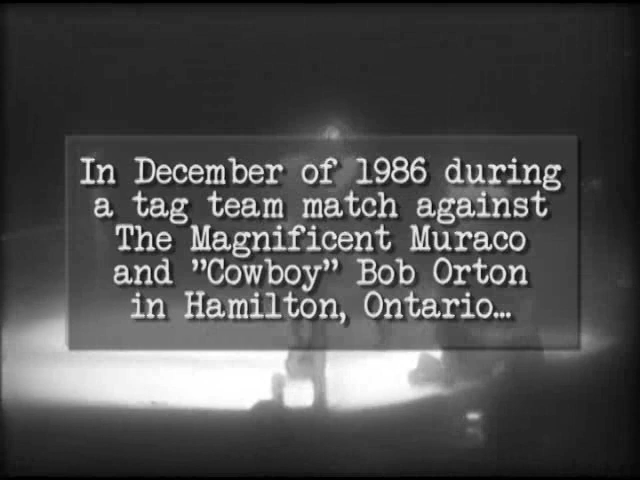 In December of 1986 during
a tag team match against
The Magnificent Muraco
and "Cowboy" Bob Orton
in Hamilton, Ontario...